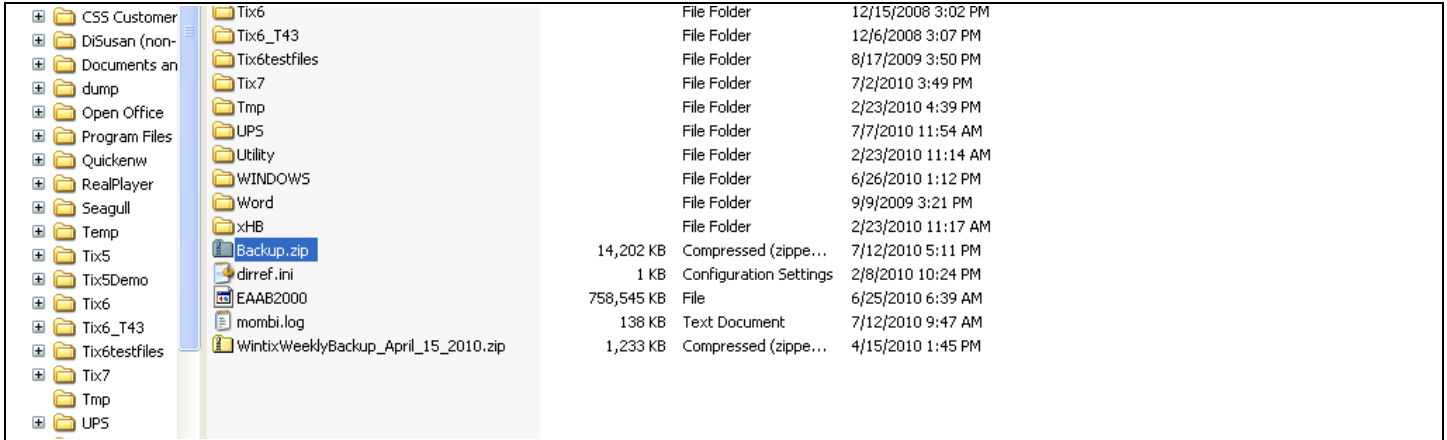 CSS Customer
DiSusan (non-
Documents an
dump
Open Office
Program Files
Quickenw
RealPlayer
Seagull
Temp
Tix5
Tix5Demo
Tix6
Tix6_T43
Tix6testfiles
Tix7
Tmp
UPS
Tix6 File Folder 12/15/2008 3:02 PM
Tix6_T43 File Folder 12/6/2008 3:07 PM
Tix6testfiles File Folder 8/17/2009 3:50 PM
Tix7 File Folder 7/2/2010 3:49 PM
Tmp File Folder 2/23/2010 4:39 PM
UPS File Folder 7/7/2010 11:54 AM
Utility File Folder 2/23/2010 11:14 AM
WINDOWS File Folder 6/26/2010 1:12 PM
Word File Folder 9/9/2009 3:21 PM
xHB File Folder 2/23/2010 11:17 AM
Backup.zip 14,202 KB Compressed (zippe... 7/12/2010 5:11 PM
dirref.ini 1 KB Configuration Settings 2/8/2010 10:24 PM
EAAB2000 758,545 KB File 6/25/2010 6:39 AM
mombi.log 138 KB Text Document 7/12/2010 9:47 AM
WintixWeeklyBackup_April_15_2010.zip 1,233 KB Compressed (zippe... 4/15/2010 1:45 PM